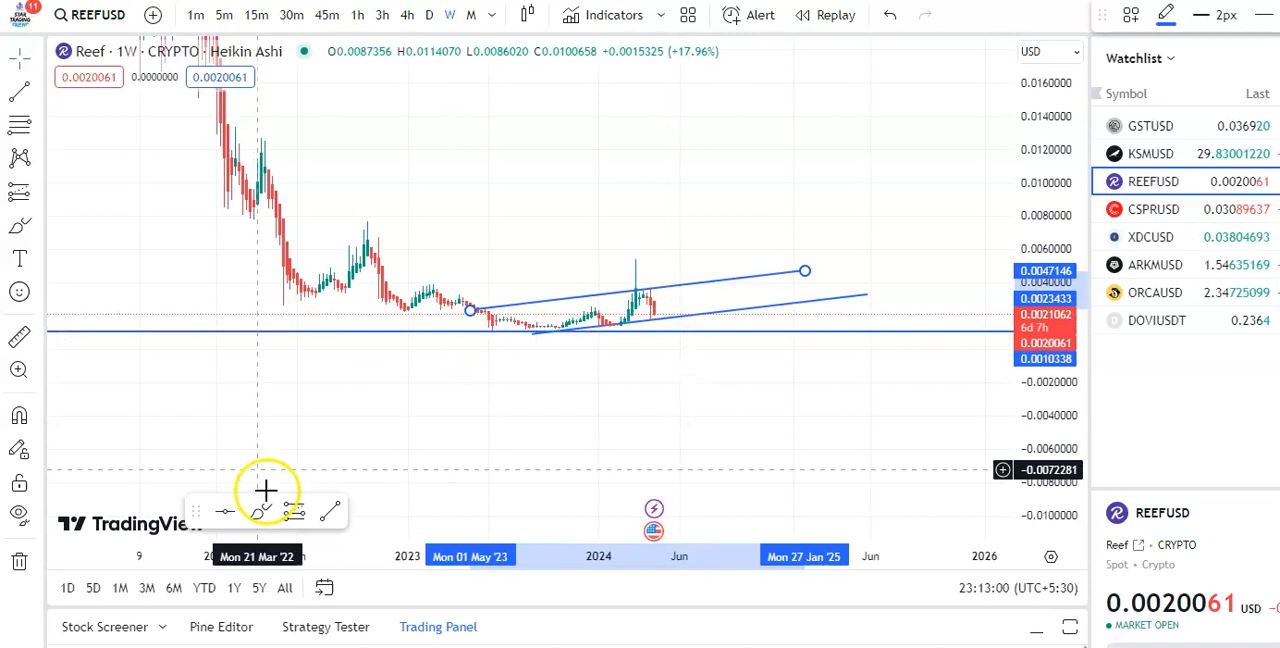 11
REEFUSD
1m 5m 15m 30m 45m 1h 3h 4h D W M
Indicators
Alert
Replay
2px
Reef · 1W · CRYPTO · Heikin Ashi
O0.0087356 H0.0114070 L0.0086020 C0.0100658 +0.0015325 (+17.96%)
0.0020061 0.0000000 0.0020061
USD
0.0160000
0.0140000
0.0120000
0.0100000
0.0080000
0.0060000
0.0047146
0.0040000
0.0023433
0.0021062
6d 7h
0.0020061
0.0010338
−0.0020000
−0.0040000
−0.0060000
−0.0072281
−0.0080000
−0.0100000
TradingView
9 Mon 21 Mar '22 2023 Mon 01 May '23 2024 Jun Mon 27 Jan '25 Jun 2026
1D 5D 1M 3M 6M YTD 1Y 5Y All
23:13:00 (UTC+5:30)
Stock Screener Pine Editor Strategy Tester Trading Panel
Watchlist
Symbol Last
GSTUSD 0.036920
KSMUSD 29.83001220
REEFUSD 0.0020061
CSPRUSD 0.03089637
XDCUSD 0.03804693
ARKMUSD 1.54635169
ORCAUSD 2.34725099
DOVIUSDT 0.2364
REEFUSD
Reef · CRYPTO
Spot • Crypto
0.0020061 USD
MARKET OPEN